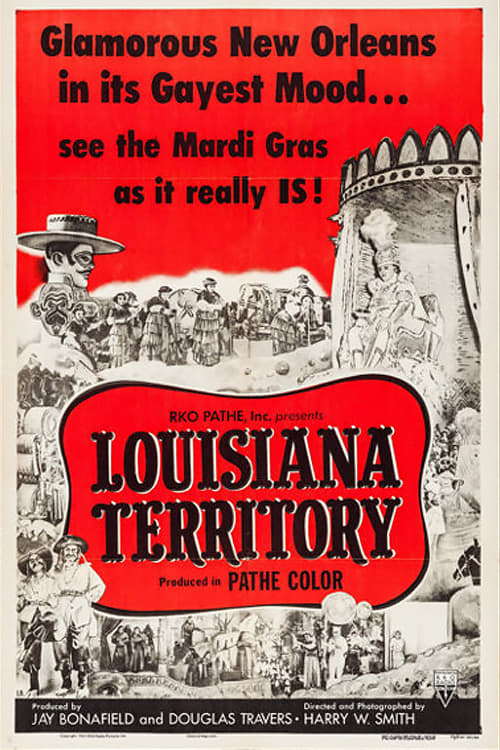 Glamorous New Orleans
in its Gayest Mood...
see the Mardi Gras
as it really IS!
RKO PATHE, Inc. presents
LOUISIANA
TERRITORY
Produced in PATHE COLOR
Produced by
JAY BONAFIELD and DOUGLAS TRAVERS •
Directed and Photographed by
HARRY W. SMITH